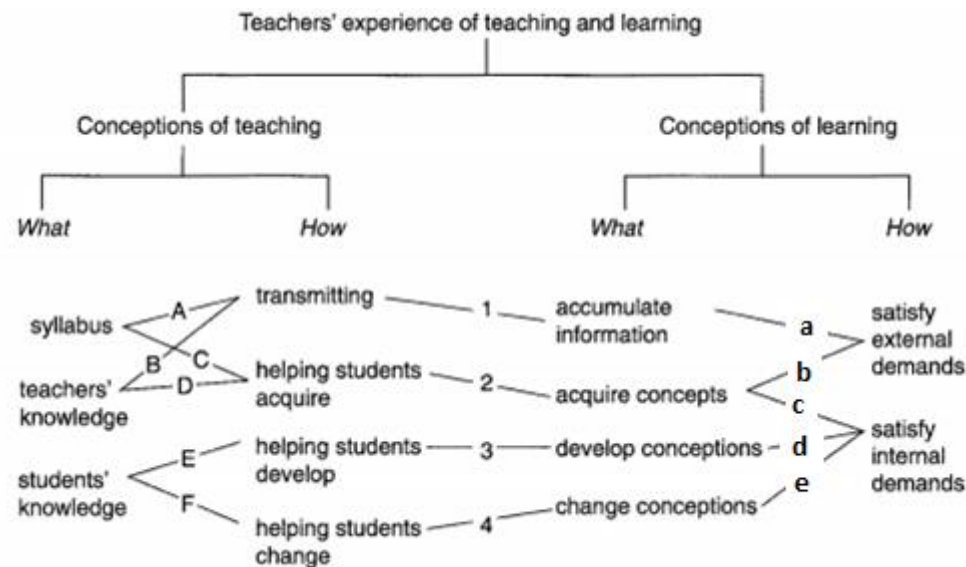 Teachers' experience of teaching and learning
Conceptions of teaching
Conceptions of learning
What
How
What
How
syllabus
teachers'
knowledge
students'
knowledge
A
B
C
D
E
F
transmitting
helping students
acquire
helping students
develop
helping students
change
1
2
3
4
accumulate
information
acquire concepts
develop conceptions
change conceptions
a
b
c
d
e
satisfy
external
demands
satisfy
internal
demands